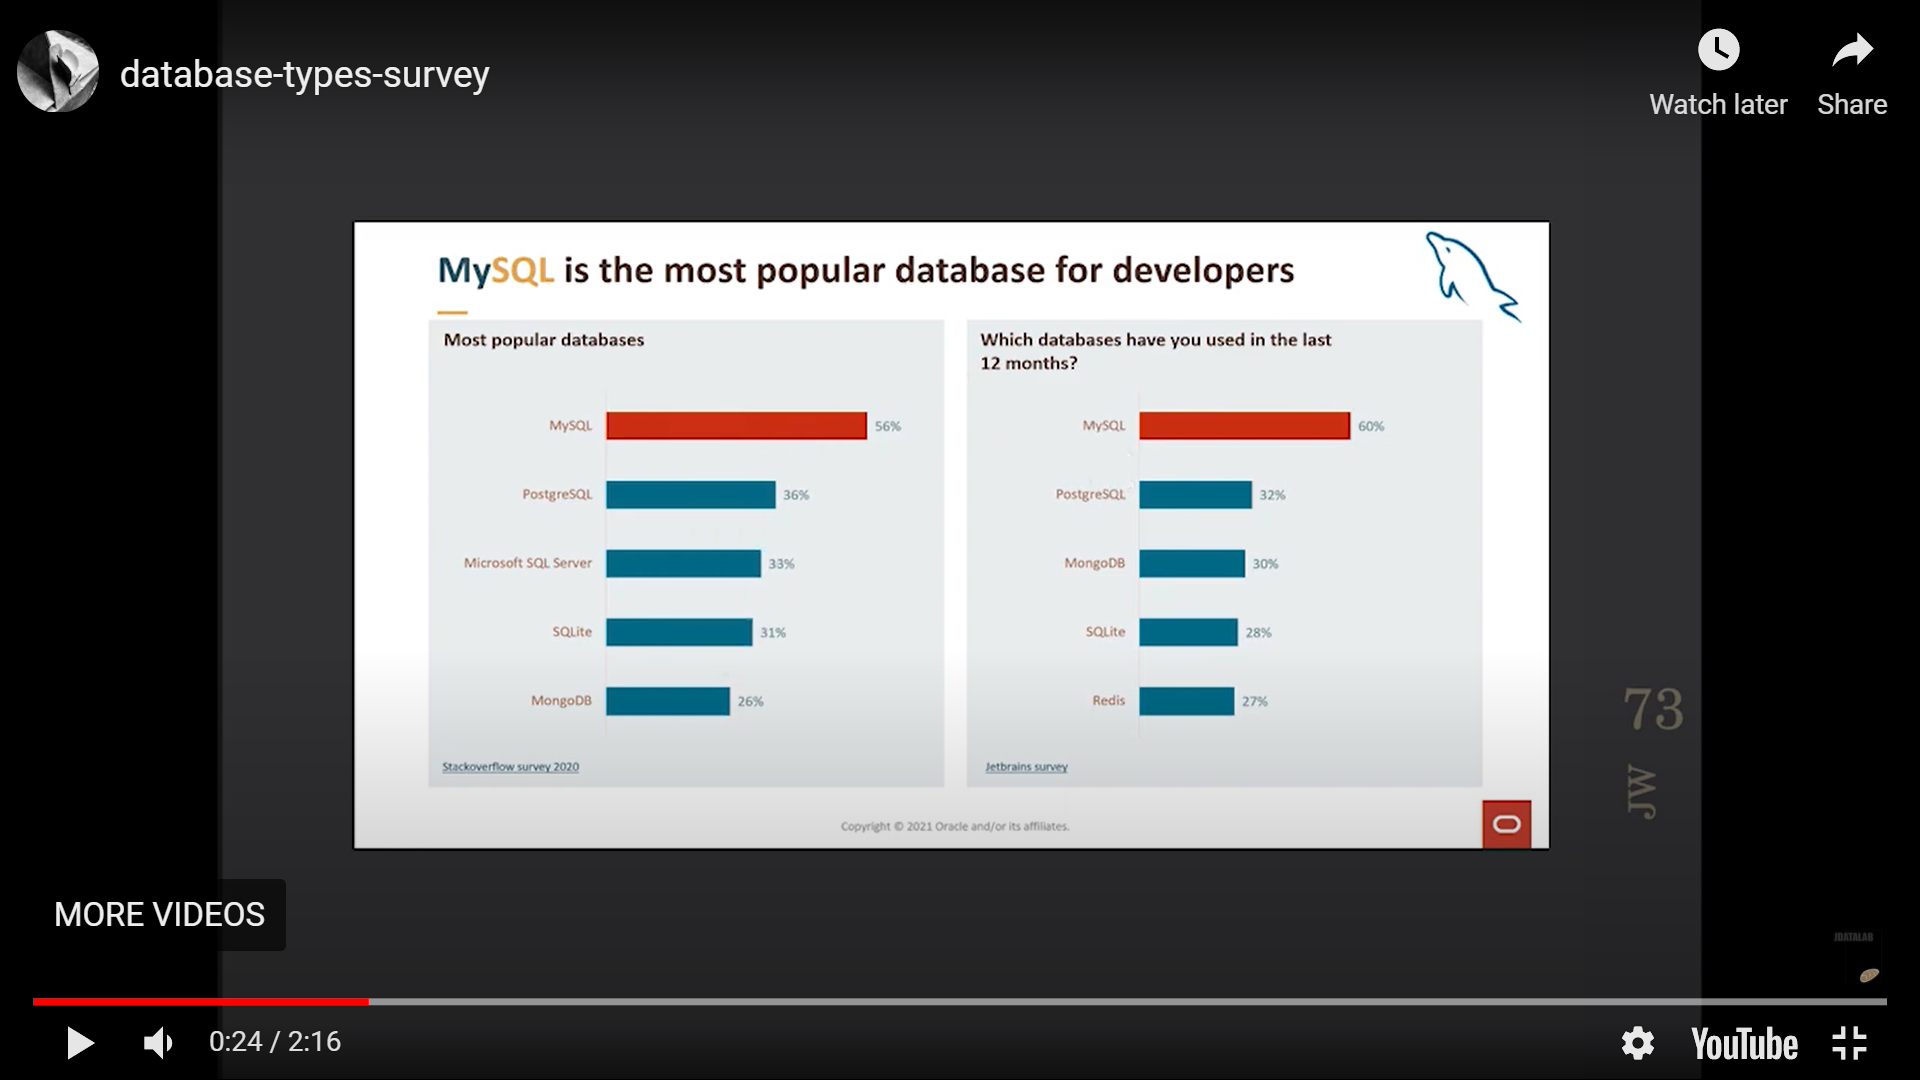 database-types-survey
Watch later
Share
MySQL is the most popular database for developers
Most popular databases
MySQL 56%
PostgreSQL 36%
Microsoft SQL Server 33%
SQLite 31%
MongoDB 26%
Stackoverflow survey 2020
Which databases have you used in the last
12 months?
MySQL 60%
PostgreSQL 32%
MongoDB 30%
SQLite 28%
Redis 27%
Jetbrains survey
Copyright © 2021 Oracle and/or its affiliates.
73
JW
MORE VIDEOS
JDATALAB
0:24 / 2:16
YouTube